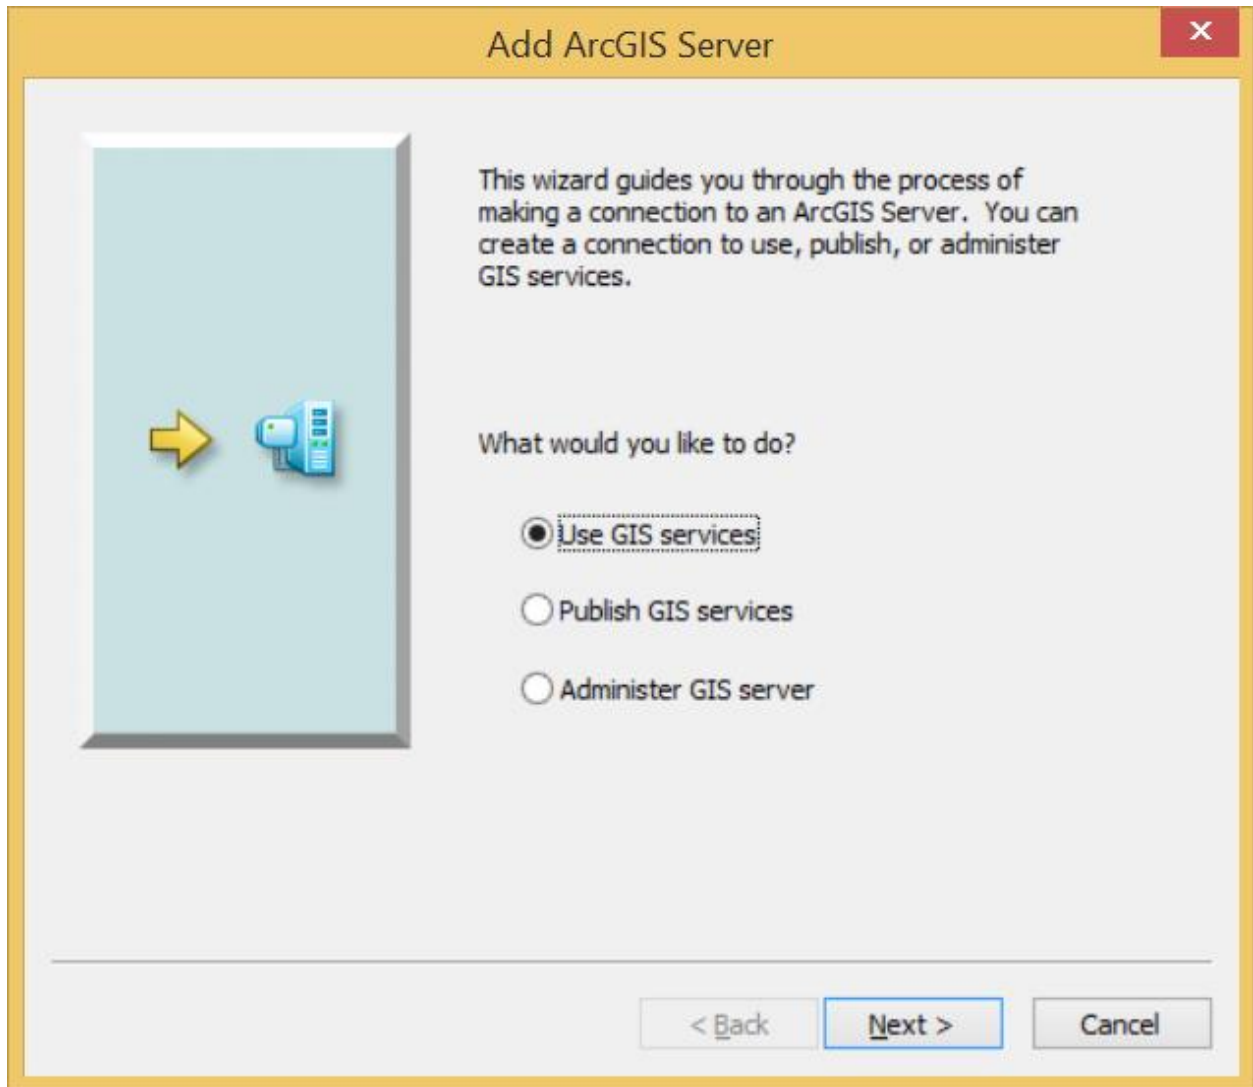 Add ArcGIS Server
This wizard guides you through the process of
making a connection to an ArcGIS Server.  You can
create a connection to use, publish, or administer
GIS services.
What would you like to do?
Use GIS services
Publish GIS services
Administer GIS server
< Back
Next >
Cancel